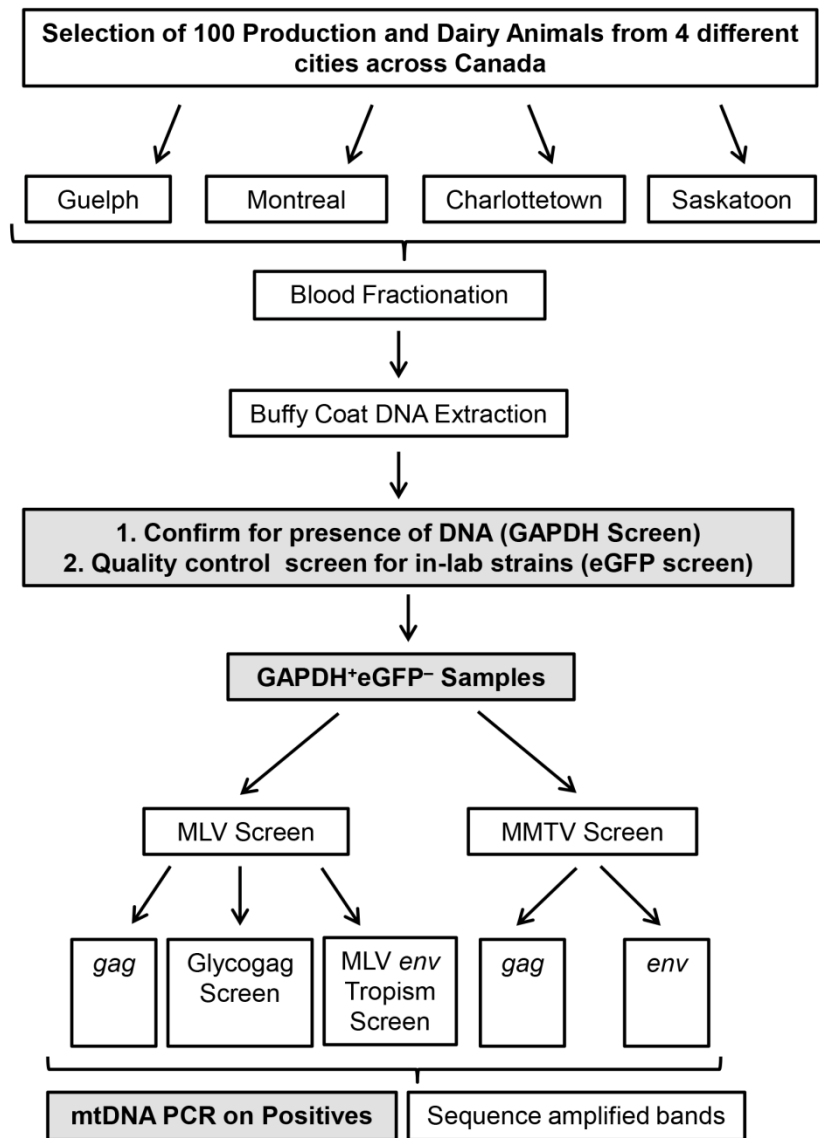 Selection of 100 Production and Dairy Animals from 4 different
cities across Canada
Guelph
Montreal
Charlottetown
Saskatoon
Blood Fractionation
Buffy Coat DNA Extraction
1. Confirm for presence of DNA (GAPDH Screen)
2. Quality control screen for in-lab strains (eGFP screen)
GAPDH⁺eGFP⁻ Samples
MLV Screen
MMTV Screen
gag
Glycogag
Screen
MLV env
Tropism
Screen
gag
env
mtDNA PCR on Positives
Sequence amplified bands